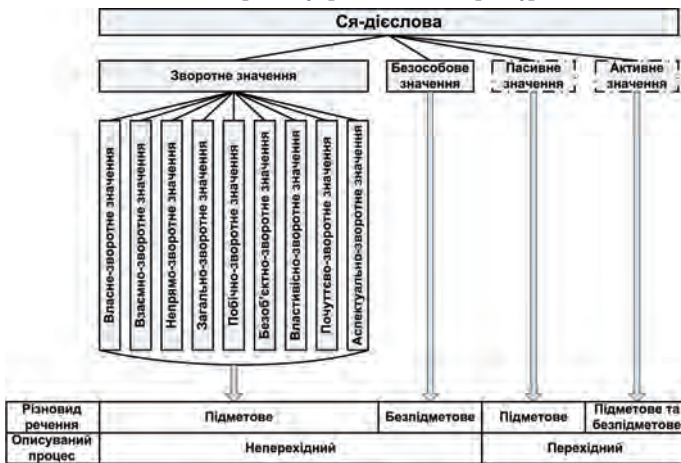 Ся-дієслова
Зворотне значення
Безособове
значення
Пасивне
значення
Активне
значення
Власне-зворотне значення
Взаємно-зворотне значення
Непрямо-зворотне значення
Загально-зворотне значення
Побічно-зворотне значення
Безоб'єктно-зворотне значення
Властивісно-зворотне значення
Почуттєво-зворотне значення
Аспектуально-зворотне значення
Різновид
речення
Підметове
Безпідметове
Підметове
Підметове та
безпідметове
Описуваний
процес
Неперехідний
Перехідний